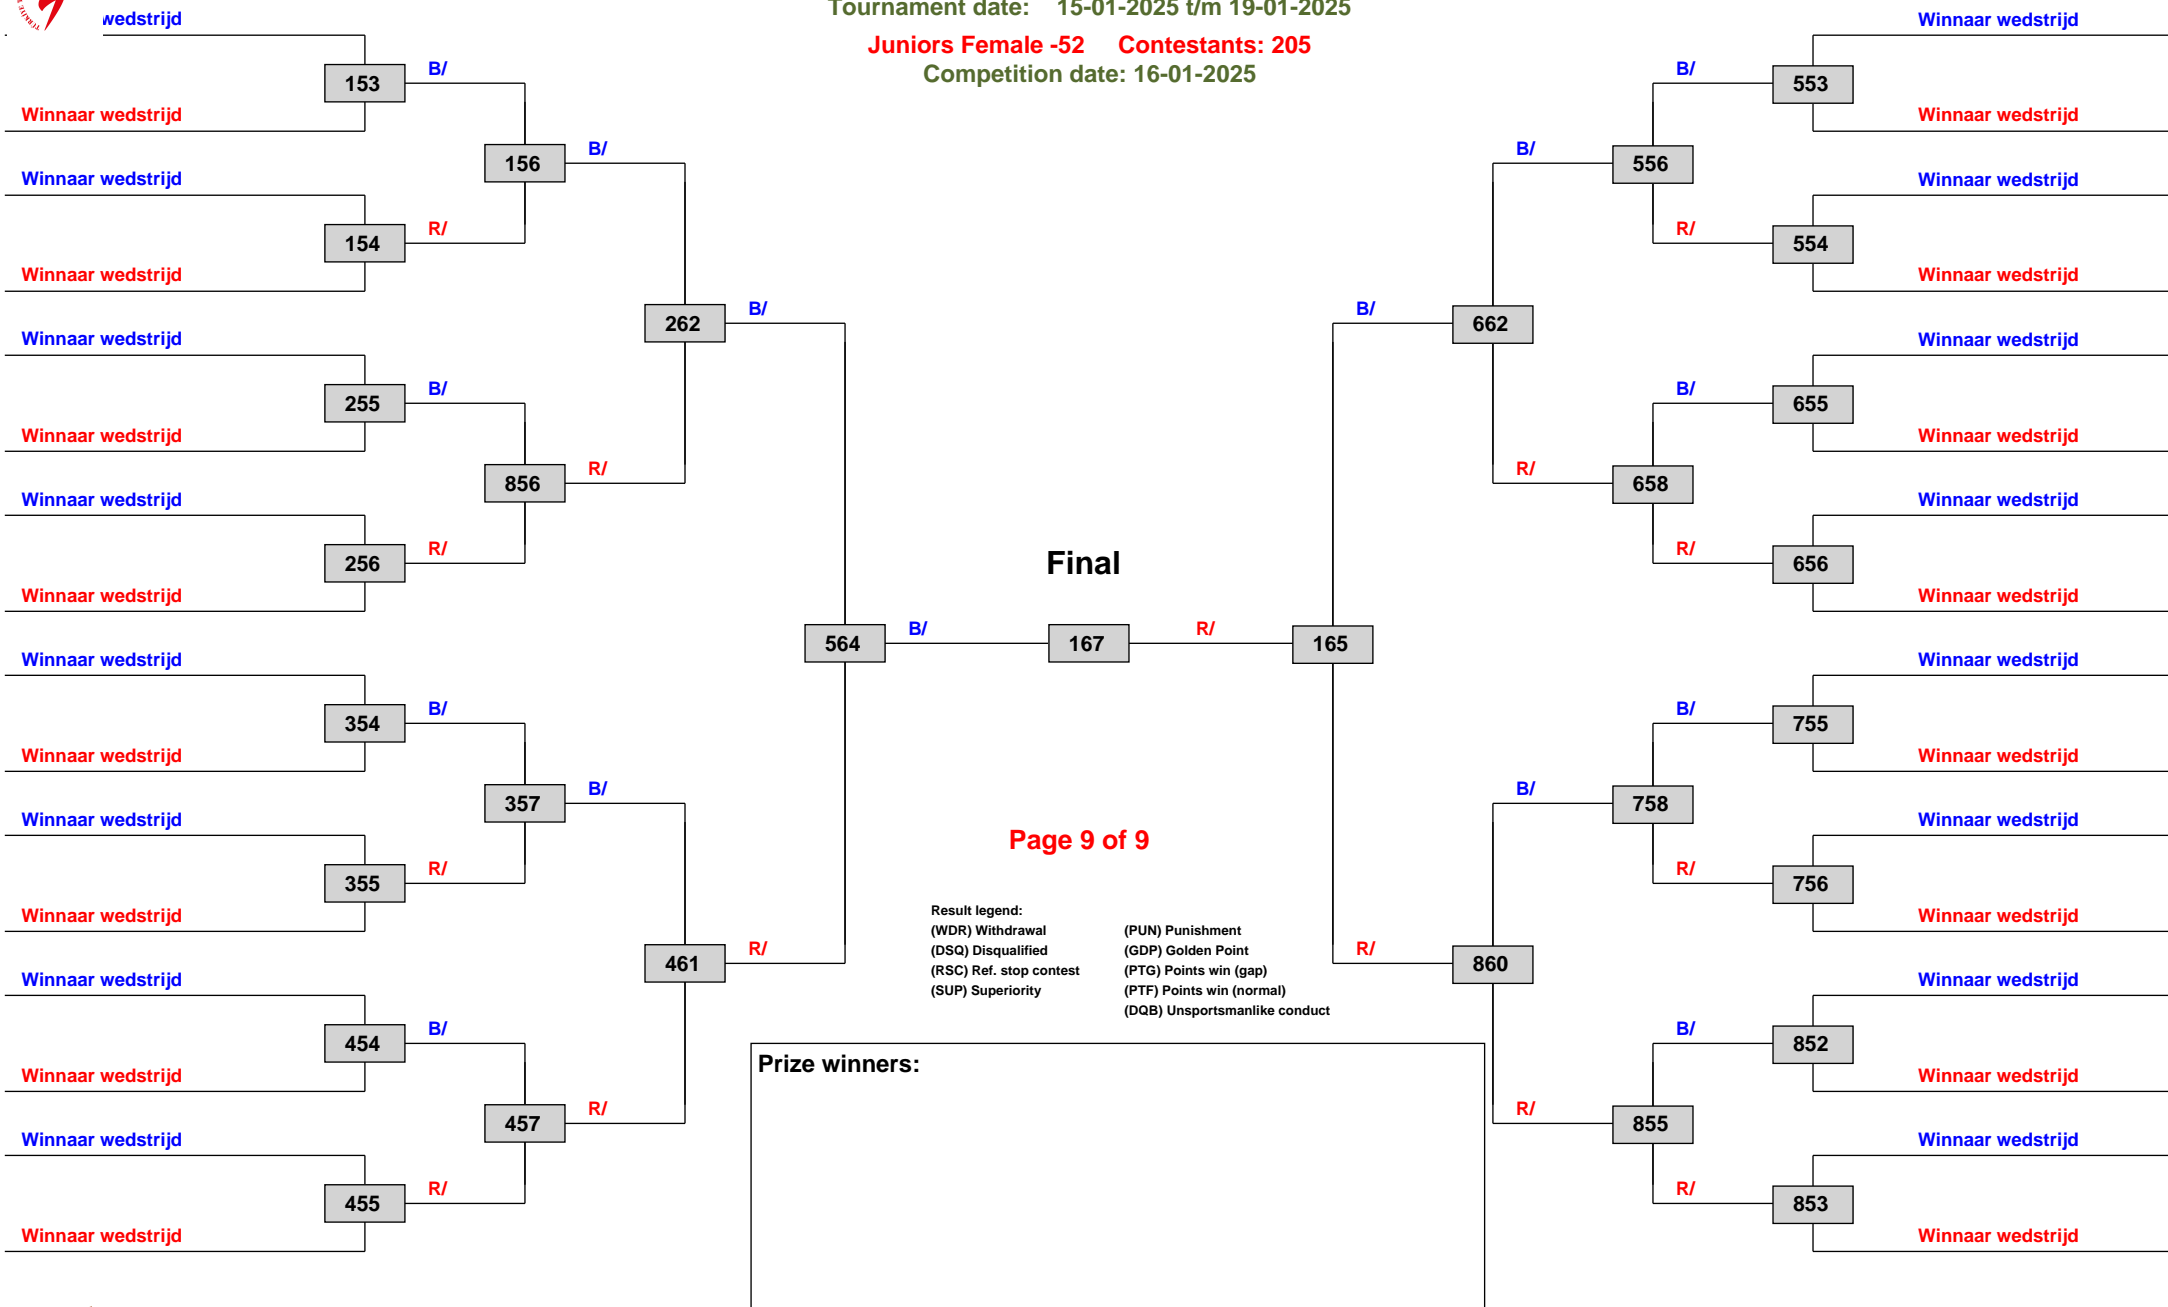 Tournament date: 15-01-2025 t/m 19-01-2025
Juniors Female -52 Contestants: 205
Competition date: 16-01-2025
wedstrijd
153
B/
Winnaar wedstrijd
156
B/
Winnaar wedstrijd
154
R/
Winnaar wedstrijd
262
B/
Winnaar wedstrijd
255
B/
Winnaar wedstrijd
856
R/
Winnaar wedstrijd
256
R/
Winnaar wedstrijd
564
B/
Winnaar wedstrijd
354
B/
Winnaar wedstrijd
357
B/
Winnaar wedstrijd
355
R/
Winnaar wedstrijd
461
R/
Winnaar wedstrijd
454
B/
Winnaar wedstrijd
457
R/
Winnaar wedstrijd
455
R/
Winnaar wedstrijd
Final
167
R/
165
Winnaar wedstrijd
B/
553
Winnaar wedstrijd
B/
556
Winnaar wedstrijd
R/
554
Winnaar wedstrijd
B/
662
Winnaar wedstrijd
B/
655
Winnaar wedstrijd
R/
658
Winnaar wedstrijd
R/
656
Winnaar wedstrijd
Winnaar wedstrijd
B/
755
Winnaar wedstrijd
B/
758
Winnaar wedstrijd
R/
756
Winnaar wedstrijd
R/
860
Winnaar wedstrijd
B/
852
Winnaar wedstrijd
R/
855
Winnaar wedstrijd
R/
853
Winnaar wedstrijd
Page 9 of 9
Result legend:
(WDR) Withdrawal
(DSQ) Disqualified
(RSC) Ref. stop contest
(SUP) Superiority
(PUN) Punishment
(GDP) Golden Point
(PTG) Points win (gap)
(PTF) Points win (normal)
(DQB) Unsportsmanlike conduct
Prize winners: